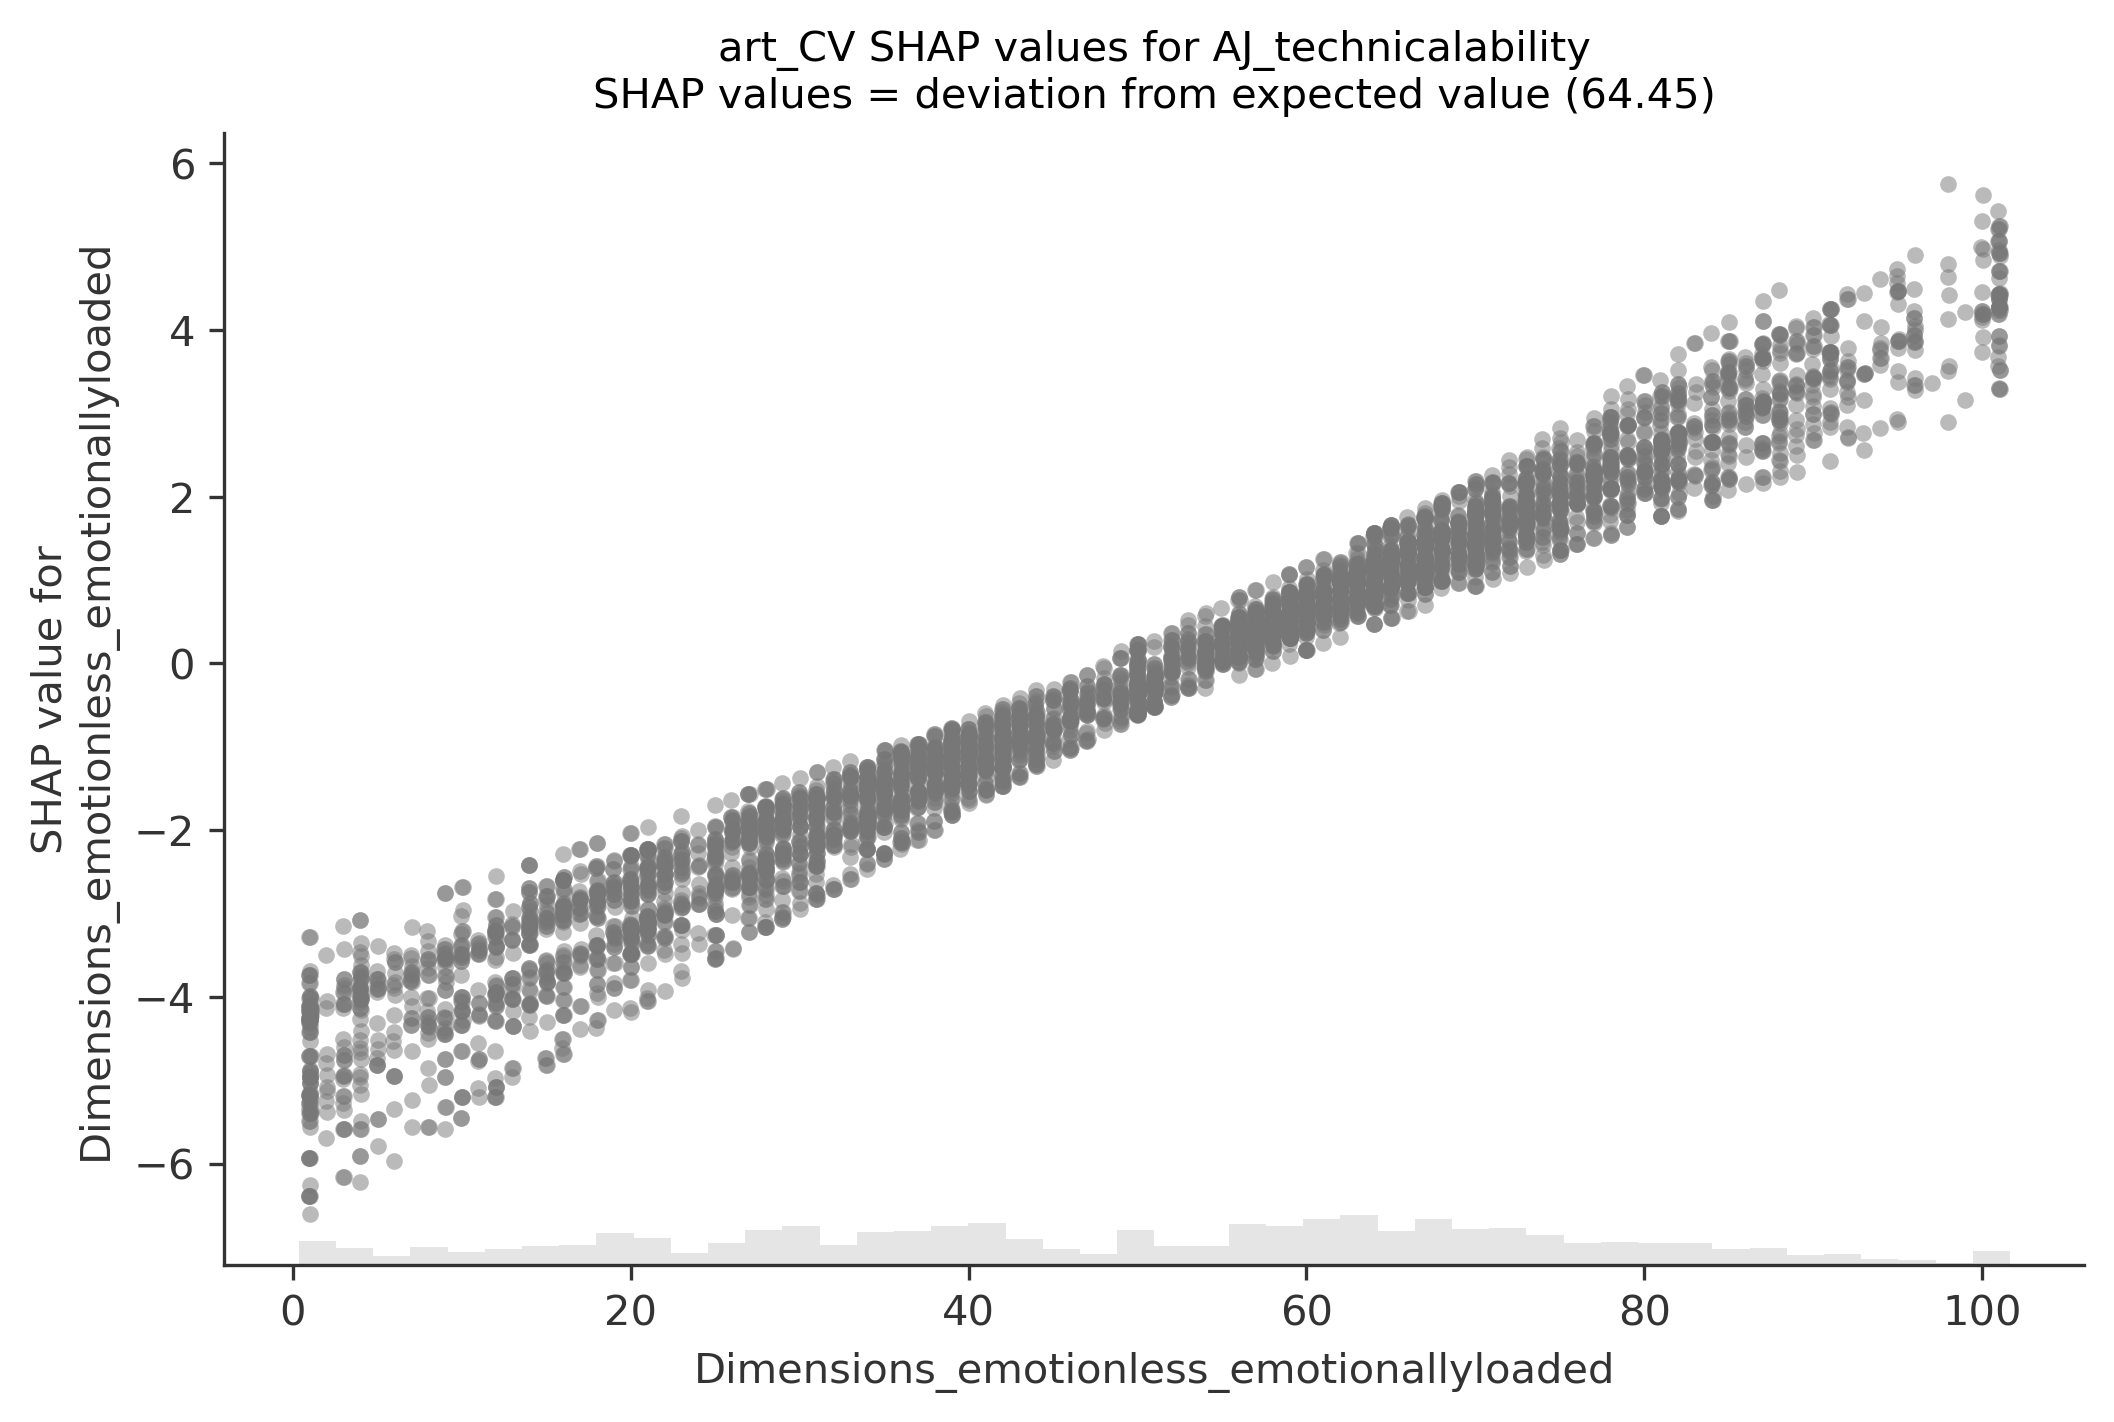 art_CV SHAP values for AJ_technicalability
SHAP values = deviation from expected value (64.45)
SHAP value for
Dimensions_emotionless_emotionallyloaded
6
4
2
0
−2
−4
−6
0
20
40
60
80
100
Dimensions_emotionless_emotionallyloaded